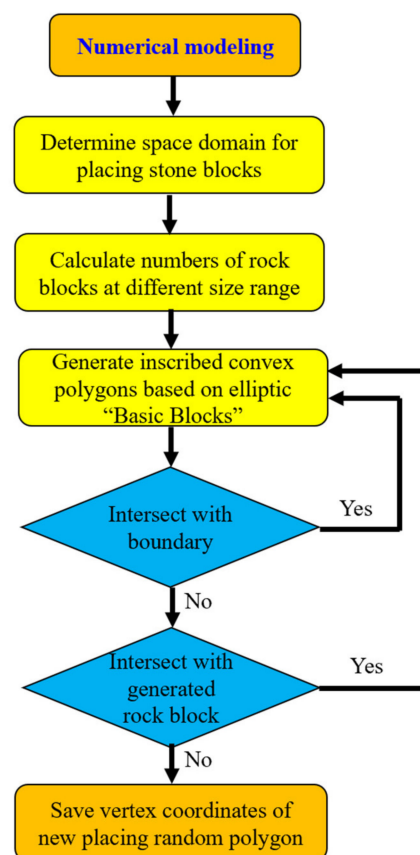 Numerical modeling
Determine space domain for
placing stone blocks
Calculate numbers of rock
blocks at different size range
Generate inscribed convex
polygons based on elliptic
“Basic Blocks”
Intersect with
boundary
Yes
No
Intersect with
generated
rock block
Yes
No
Save vertex coordinates of
new placing random polygon